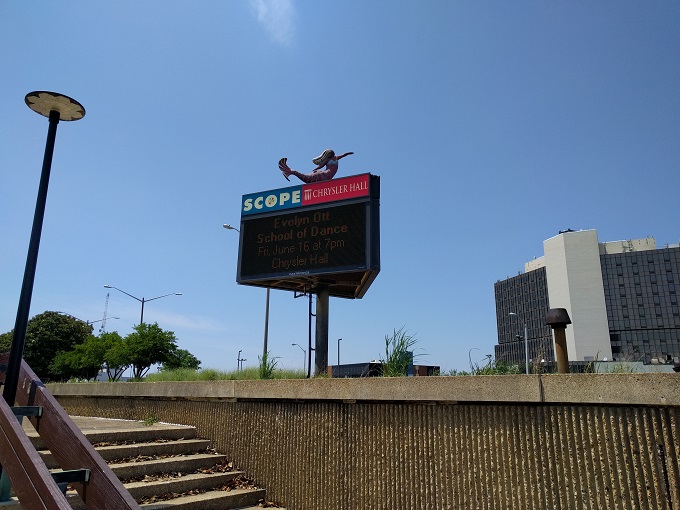 SCOPE CHRYSLER HALL
Evelyn Ott
School of Dance
Fri, June 16 at 7pm
Chrysler Hall